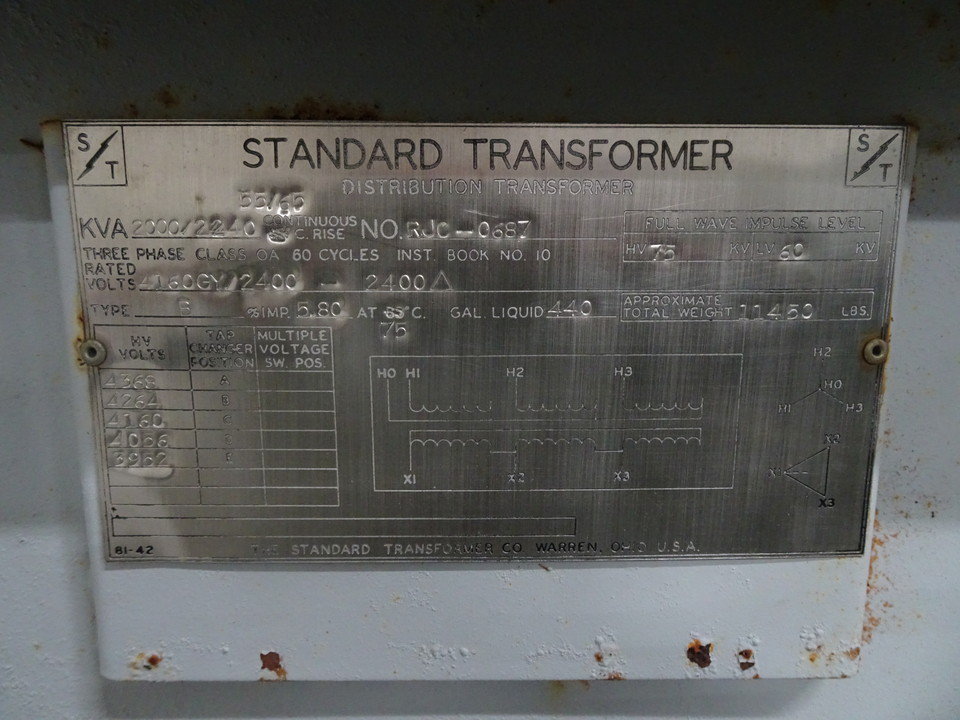 S T STANDARD TRANSFORMER S T
DISTRIBUTION TRANSFORMER
55/65
KVA 2000/2240 CONTINUOUS °C. RISE NO. RJC-0687
FULL WAVE IMPULSE LEVEL
HV 75 KV LV 60 KV
THREE PHASE CLASS OA 60 CYCLES INST. BOOK NO. 10
RATED VOLTS 4160GY/2400 - 2400 Δ
TYPE B % IMP. 5.80 AT 85°C. GAL LIQUID 440
75
APPROXIMATE TOTAL WEIGHT 11450 LBS.
HV VOLTS TAP CHANGER POSITION MULTIPLE VOLTAGE SW. POS.
4368 A
4264 B
4160 C
4056 D
3952 E
H0 H1 H2 H3
X1 X2 X3
H2
H0
H1 H3
X2
X1
X3
81-42 THE STANDARD TRANSFORMER CO. WARREN, OHIO U.S.A.